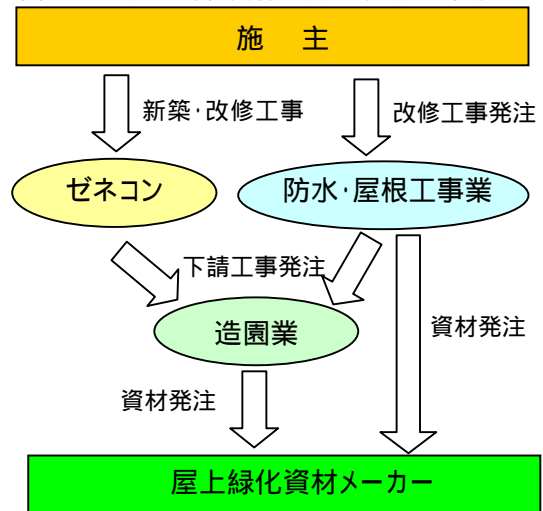 施 主
新築・改修工事
改修工事発注
ゼネコン
防水・屋根工事業
下請工事発注
造園業
資材発注
資材発注
屋上緑化資材メーカー